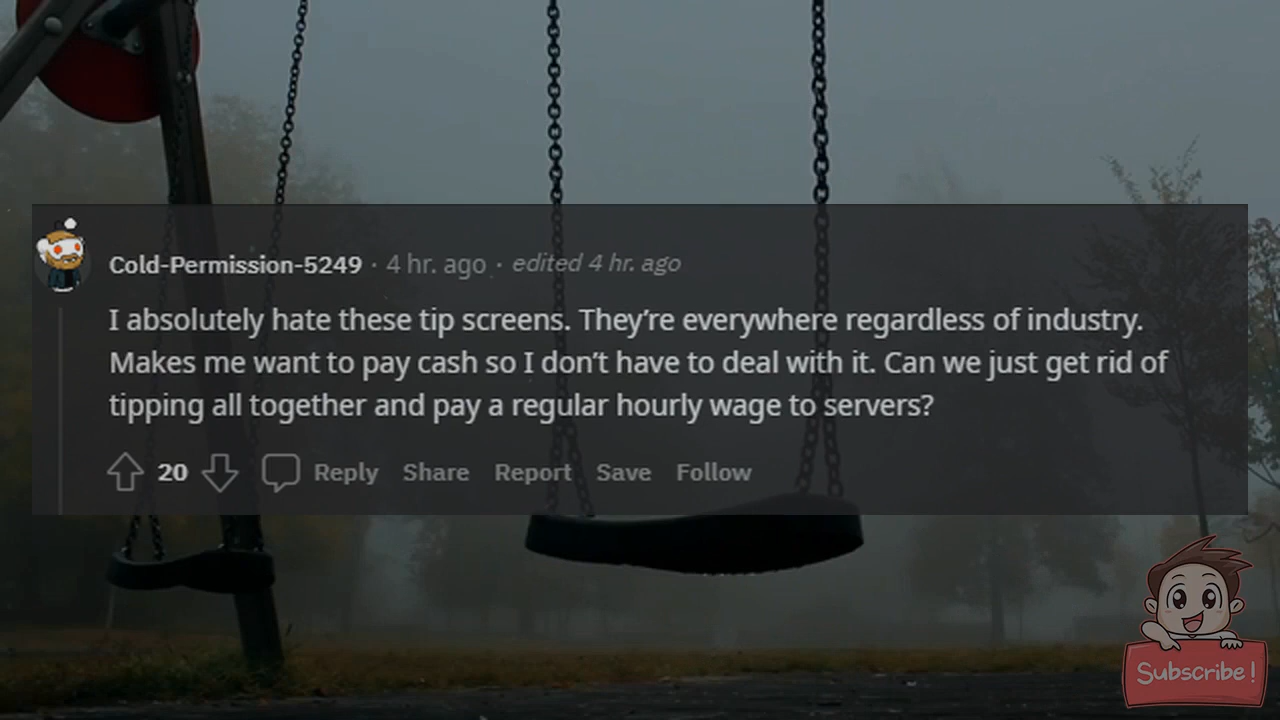 Cold-Permission-5249 · 4 hr. ago · edited 4 hr. ago
I absolutely hate these tip screens. They're everywhere regardless of industry.
Makes me want to pay cash so I don't have to deal with it. Can we just get rid of
tipping all together and pay a regular hourly wage to servers?
20 Reply Share Report Save Follow
Subscribe!